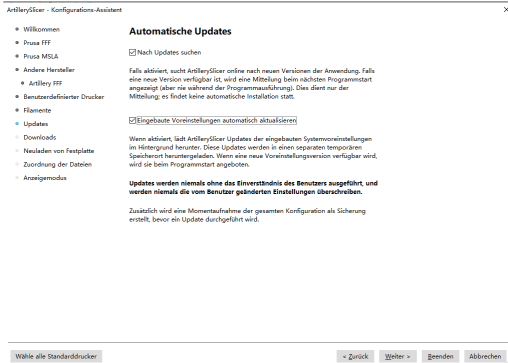 ArtillerySlicer - Konfigurations-Assistent
Willkommen
Prusa FFF
Prusa MSLA
Andere Hersteller
Artillery FFF
Benutzerdefinierter Drucker
Filamente
Updates
Downloads
Neuladen von Festplatte
Zuordnung der Dateien
Anzeigemodus
Automatische Updates
Nach Updates suchen
Falls aktiviert, sucht ArtillerySlicer online nach neuen Versionen der Anwendung. Falls
eine neue Version verfügbar ist, wird eine Mitteilung beim nächsten Programmstart
angezeigt (aber nie während der Programmausführung). Dies dient nur der
Mitteilung; es findet keine automatische Installation statt.
Eingebaute Voreinstellungen automatisch aktualisieren
Wenn aktiviert, lädt ArtillerySlicer Updates der eingebauten Systemvoreinstellungen
im Hintergrund herunter. Diese Updates werden in einen separaten temporären
Speicherort heruntergeladen. Wenn eine neue Voreinstellungsversion verfügbar wird,
wird sie beim Programmstart angeboten.
Updates werden niemals ohne das Einverständnis des Benutzers ausgeführt, und
werden niemals die vom Benutzer geänderten Einstellungen überschreiben.
Zusätzlich wird eine Momentaufnahme der gesamten Konfiguration als Sicherung
erstellt, bevor ein Update durchgeführt wird.
Wähle alle Standarddrucker
< Zurück
Weiter >
Beenden
Abbrechen